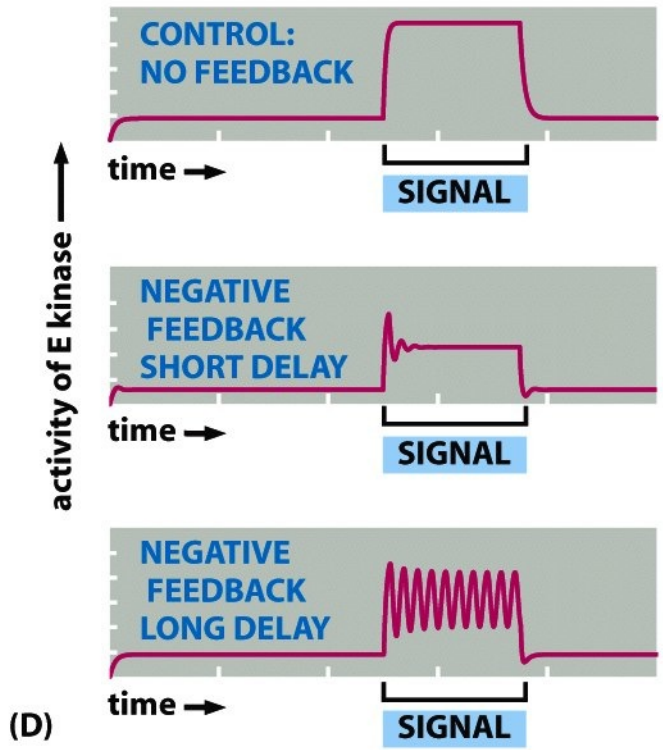 activity of E kinase
CONTROL:
NO FEEDBACK
time
SIGNAL
NEGATIVE
FEEDBACK
SHORT DELAY
time
SIGNAL
NEGATIVE
FEEDBACK
LONG DELAY
time
SIGNAL
(D)